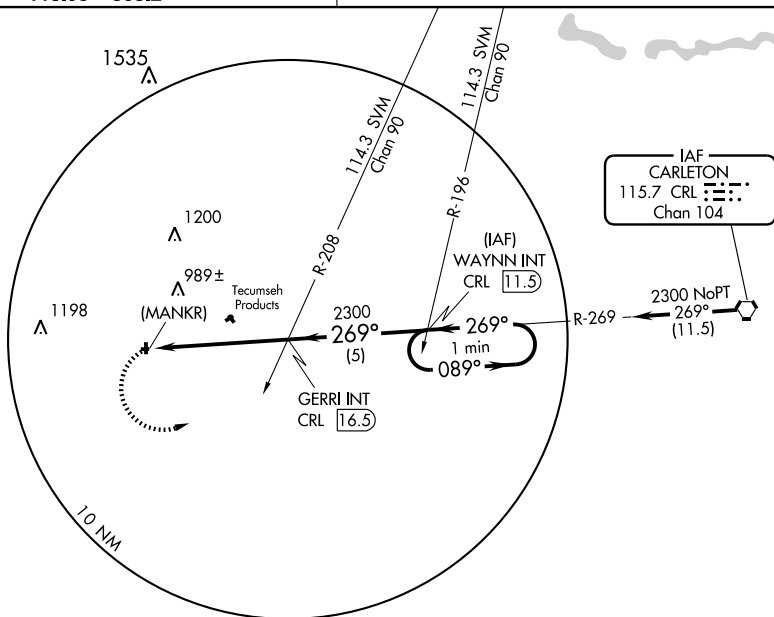 1535
114.3 SVM
Chan 90
114.3 SVM
Chan 90
IAF
CARLETON
115.7 CRL
Chan 104
R-196
R-208
1200
(IAF)
WAYNN INT
CRL 11.5
989±
Tecumseh
Products
1198
(MANKR)
2300
269°
(5)
269°
1 min
089°
R-269
2300 NoPT
269°
(11.5)
GERRI INT
CRL 16.5
10 NM